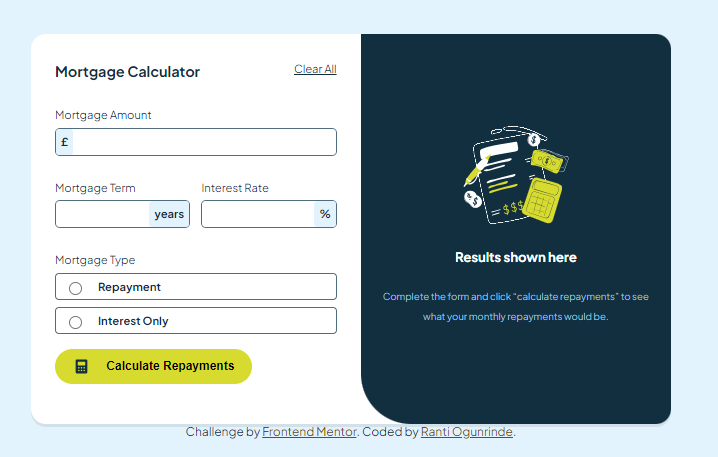 Mortgage Calculator
Clear All
Mortgage Amount
£
Mortgage Term
Interest Rate
years
%
Mortgage Type
Repayment
Interest Only
Calculate Repayments
$
$
$
$
$$$
Results shown here
Complete the form and click “calculate repayments” to see
what your monthly repayments would be.
Challenge by Frontend Mentor. Coded by Ranti Ogunrinde.